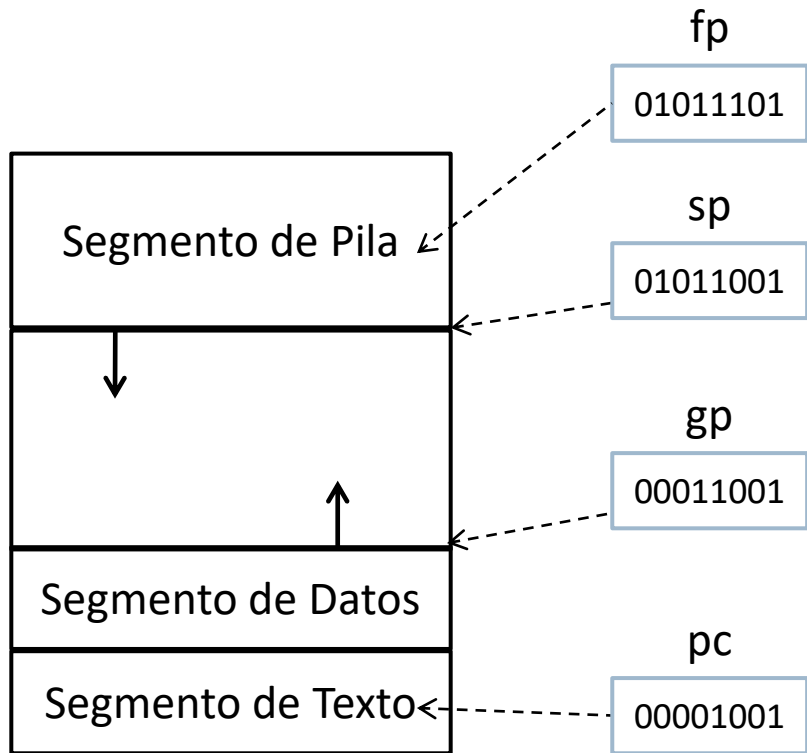 fp
01011101
Segmento de Pila
sp
01011001
gp
00011001
Segmento de Datos
pc
Segmento de Texto
00001001